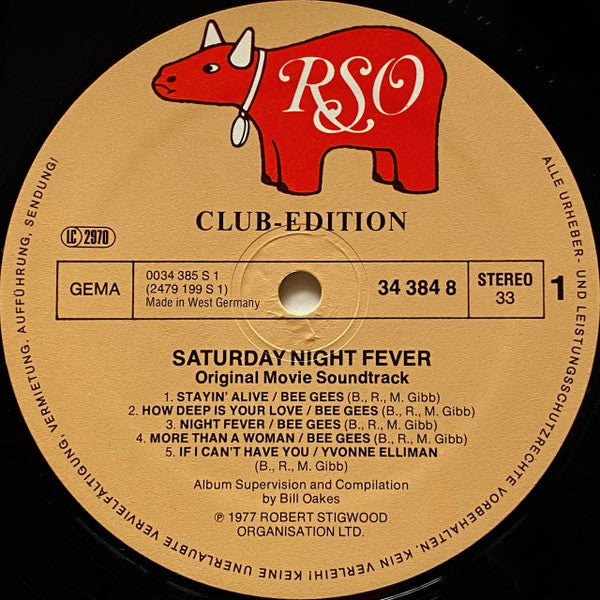 RSO
CLUB-EDITION
LC 2970
GEMA
0034 385 S 1
(2479 199 S 1)
Made in West Germany
34 384 8
STEREO
33
1
SATURDAY NIGHT FEVER
Original Movie Soundtrack
1. STAYIN' ALIVE / BEE GEES (B., R., M. Gibb)
2. HOW DEEP IS YOUR LOVE / BEE GEES (B., R., M. Gibb)
3. NIGHT FEVER / BEE GEES (B., R., M. Gibb)
4. MORE THAN A WOMAN / BEE GEES (B., R., M. Gibb)
5. IF I CAN'T HAVE YOU / YVONNE ELLIMAN
(B., R., M. Gibb)
Album Supervision and Compilation
by Bill Oakes
℗ 1977 ROBERT STIGWOOD
ORGANISATION LTD.
ALLE URHEBER- UND LEISTUNGSSCHUTZRECHTE VORBEHALTEN. KEIN VERLEIH! KEINE UNERLAUBTE VERVIELFÄLTIGUNG, VERMIETUNG, AUFFÜHRUNG, SENDUNG!